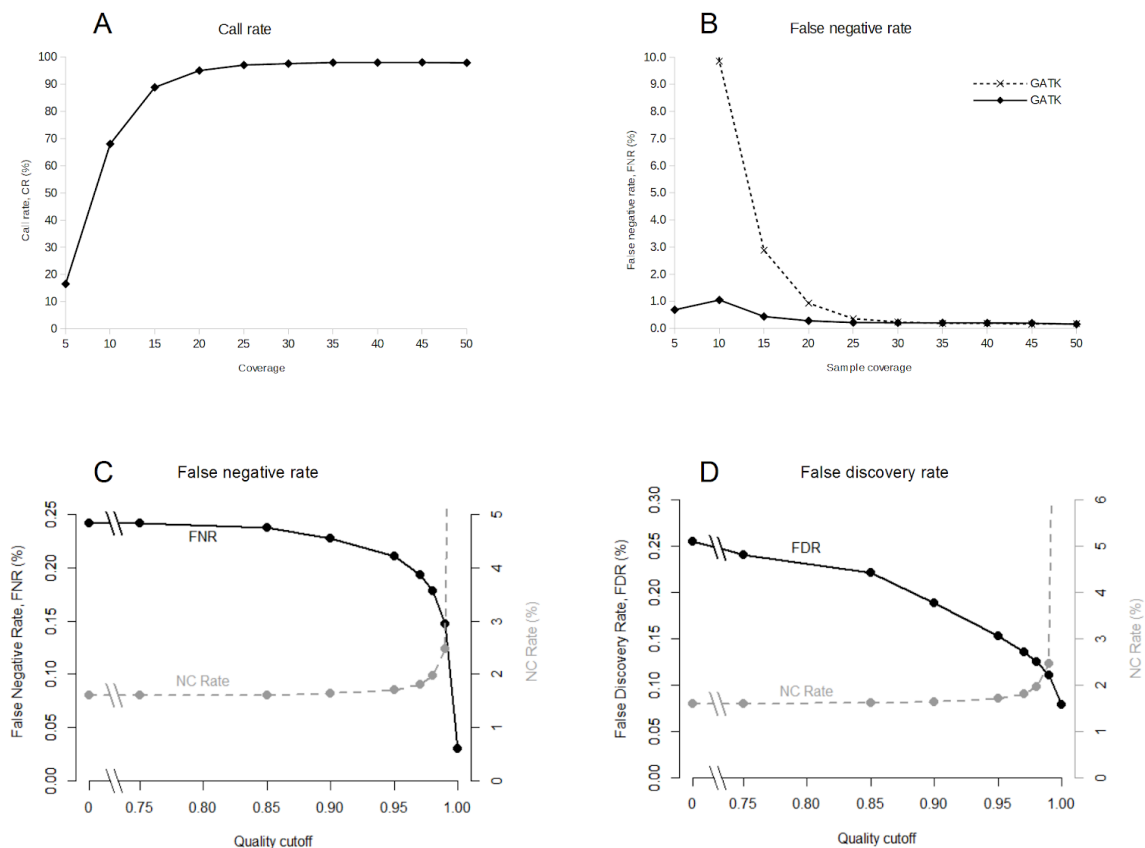 A
Call rate
100
90
80
70
60
50
40
30
20
10
0
Call rate, CR (%)
5 10 15 20 25 30 35 40 45 50
Coverage
B
False negative rate
10.0
9.0
8.0
7.0
6.0
5.0
4.0
3.0
2.0
1.0
0.0
False negative rate, FNR (%)
GATK
GATK
5 10 15 20 25 30 35 40 45 50
Sample coverage
C
False negative rate
0.25
0.20
0.15
0.10
0.05
0.00
False Negative Rate, FNR (%)
FNR
NC Rate
5
4
3
2
1
0
NC Rate (%)
0 0.75 0.80 0.85 0.90 0.95 1.00
Quality cutoff
D
False discovery rate
0.30
0.25
0.20
0.15
0.10
0.05
0.00
False Discovery Rate, FDR (%)
FDR
NC Rate
6
5
4
3
2
1
0
NC Rate (%)
0 0.75 0.80 0.85 0.90 0.95 1.00
Quality cutoff